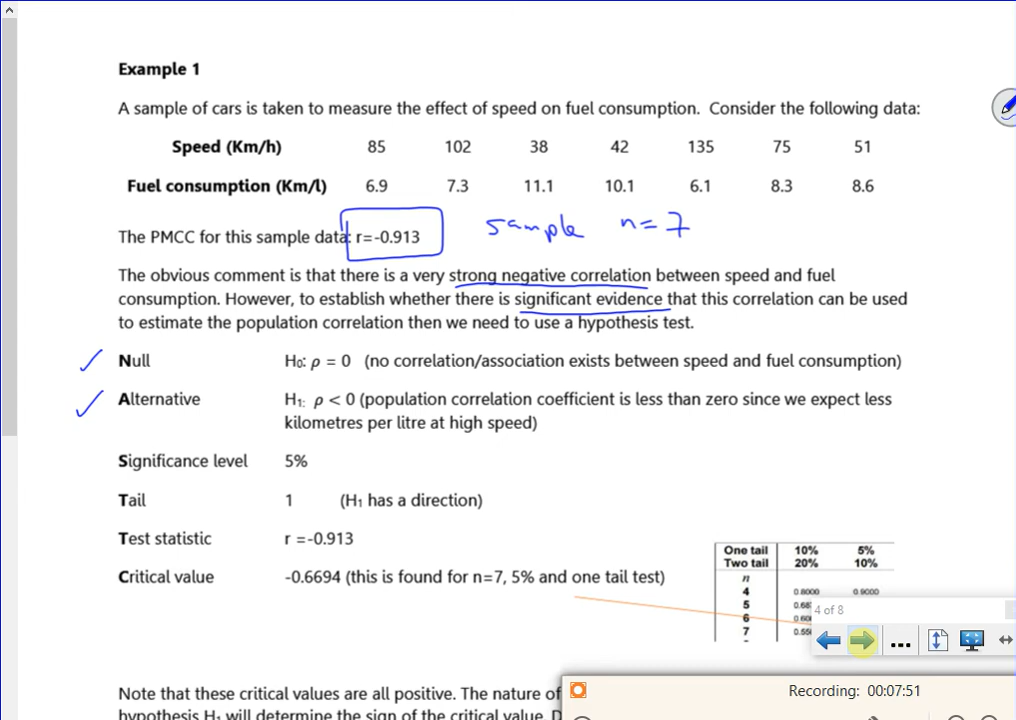 Example 1
A sample of cars is taken to measure the effect of speed on fuel consumption. Consider the following data:
Speed (Km/h) 85 102 38 42 135 75 51
Fuel consumption (Km/l) 6.9 7.3 11.1 10.1 6.1 8.3 8.6
sample n=7
The PMCC for this sample data: r=-0.913
The obvious comment is that there is a very strong negative correlation between speed and fuel
consumption. However, to establish whether there is significant evidence that this correlation can be used
to estimate the population correlation then we need to use a hypothesis test.
Null H₀: ρ = 0 (no correlation/association exists between speed and fuel consumption)
Alternative H₁: ρ < 0 (population correlation coefficient is less than zero since we expect less
kilometres per litre at high speed)
Significance level 5%
Tail 1 (H₁ has a direction)
Test statistic r =-0.913
Critical value -0.6694 (this is found for n=7, 5% and one tail test)
One tail 10% 5%
Two tail 20% 10%
n
4 0.8000 0.9000
5
6
7
4 of 8
Note that these critical values are all positive. The nature of
hypothesis H₁ will determine the sign of the critical value.
Recording: 00:07:51